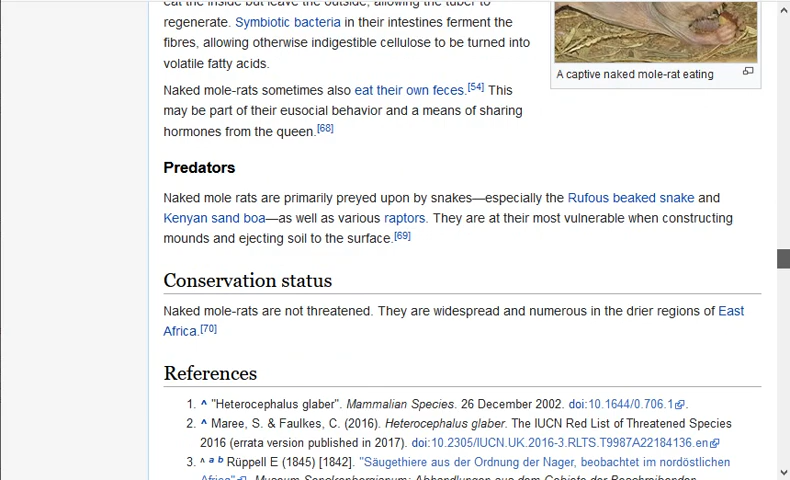 eat the inside but leave the outside, allowing the tuber to
regenerate. Symbiotic bacteria in their intestines ferment the
fibres, allowing otherwise indigestible cellulose to be turned into
volatile fatty acids.
A captive naked mole-rat eating
Naked mole-rats sometimes also eat their own feces.[54] This
may be part of their eusocial behavior and a means of sharing
hormones from the queen.[68]
Predators
Naked mole rats are primarily preyed upon by snakes—especially the Rufous beaked snake and
Kenyan sand boa—as well as various raptors. They are at their most vulnerable when constructing
mounds and ejecting soil to the surface.[69]
Conservation status
Naked mole-rats are not threatened. They are widespread and numerous in the drier regions of East
Africa.[70]
References
1. ^ "Heterocephalus glaber". Mammalian Species. 26 December 2002. doi:10.1644/0.706.1.
2. ^ Maree, S. & Faulkes, C. (2016). Heterocephalus glaber. The IUCN Red List of Threatened Species
2016 (errata version published in 2017). doi:10.2305/IUCN.UK.2016-3.RLTS.T9987A22184136.en
3. ^ a b Rüppell E (1845) [1842]. "Säugethiere aus der Ordnung der Nager, beobachtet im nordöstlichen
Africa". Museum Senckenbergianum: Abhandlungen aus dem Gebiete der Beschreibenden